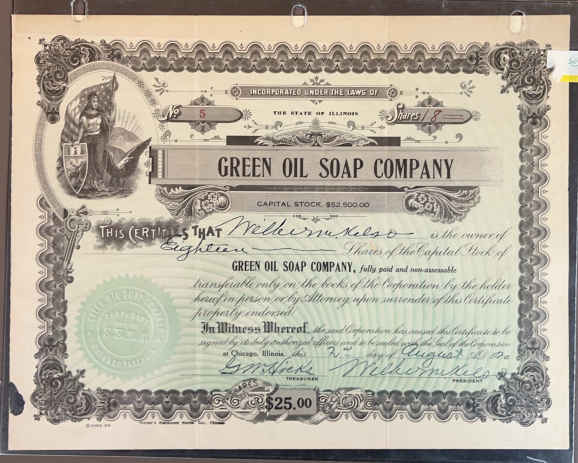 INCORPORATED UNDER THE LAWS OF
No. 5
THE STATE OF ILLINOIS
Shares 18
GREEN OIL SOAP COMPANY
CAPITAL STOCK $52,500.00
THIS CERTIFIES THAT is the owner of
Eighteen Shares of the Capital Stock of
GREEN OIL SOAP COMPANY, fully paid and non-assessable
transferable only on the books of the Corporation by the holder
hereof in person or by Attorney upon surrender of this Certificate
properly endorsed.
In Witness Whereof, the said Corporation has caused this Certificate to be
signed by its duly authorized officers and to be sealed with the Seal of the Corporation
at Chicago, Illinois, this 2nd day of August
TREASURER
PRESIDENT
SHARES
$25.00